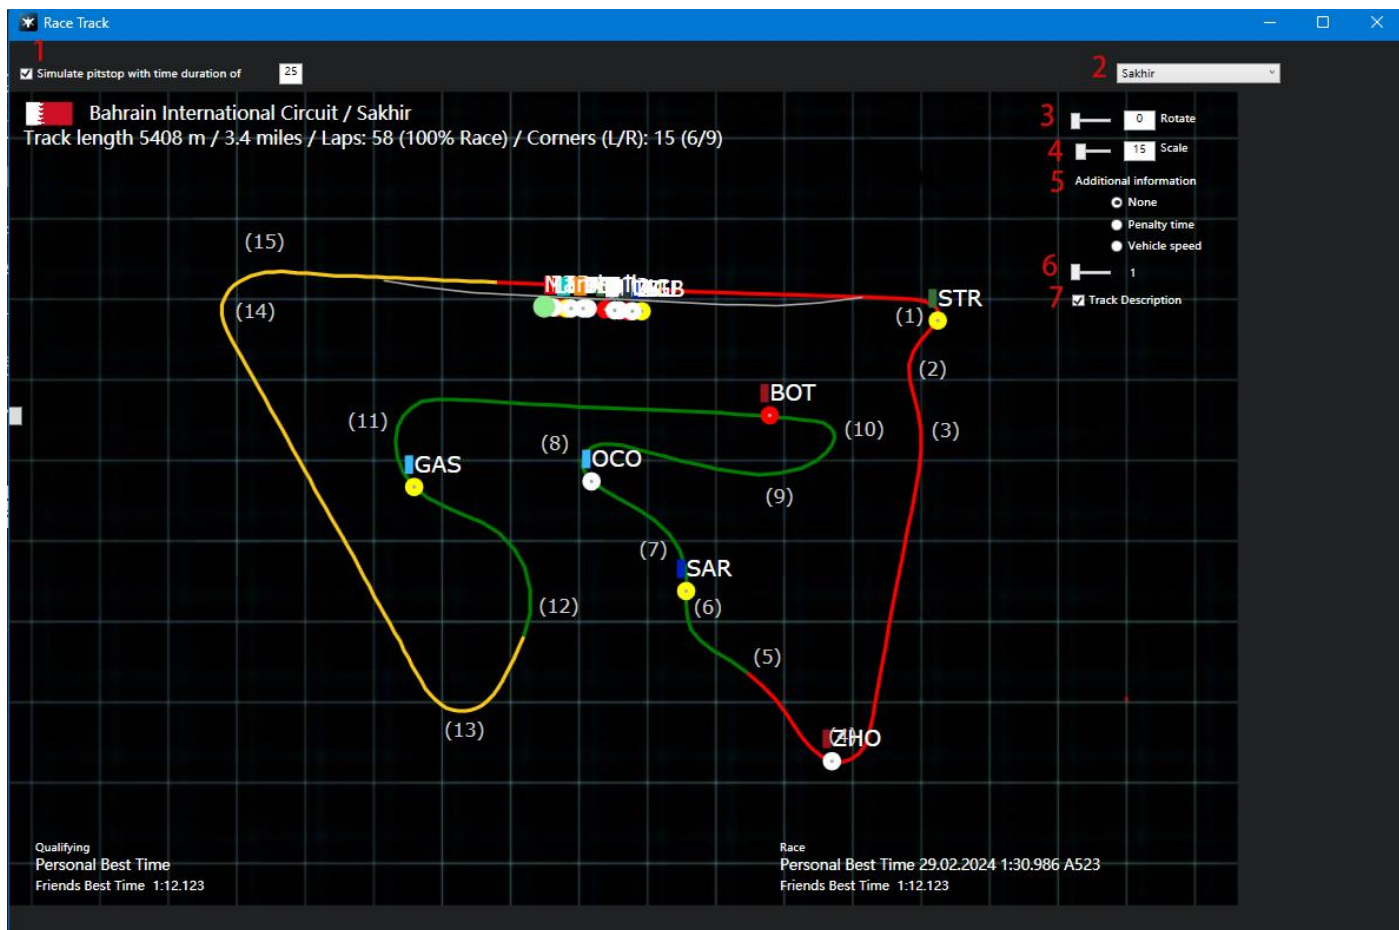 Race Track
1
Simulate pitstop with time duration of 25
2 Sakhir
Bahrain International Circuit / Sakhir
Track length 5408 m / 3.4 miles / Laps: 58 (100% Race) / Corners (L/R): 15 (6/9)
3 0 Rotate
4 15 Scale
5 Additional information
None
Penalty time
Vehicle speed
6 1
7 Track Description
(15)
(14)
STR
(1)
(2)
BOT
(11)
(8)
(10)
(3)
GAS
OCO
(9)
(7)
SAR
(12)
(6)
(5)
(13)
ZHO
Qualifying
Personal Best Time
Friends Best Time 1:12.123
Race
Personal Best Time 29.02.2024 1:30.986 A523
Friends Best Time 1:12.123